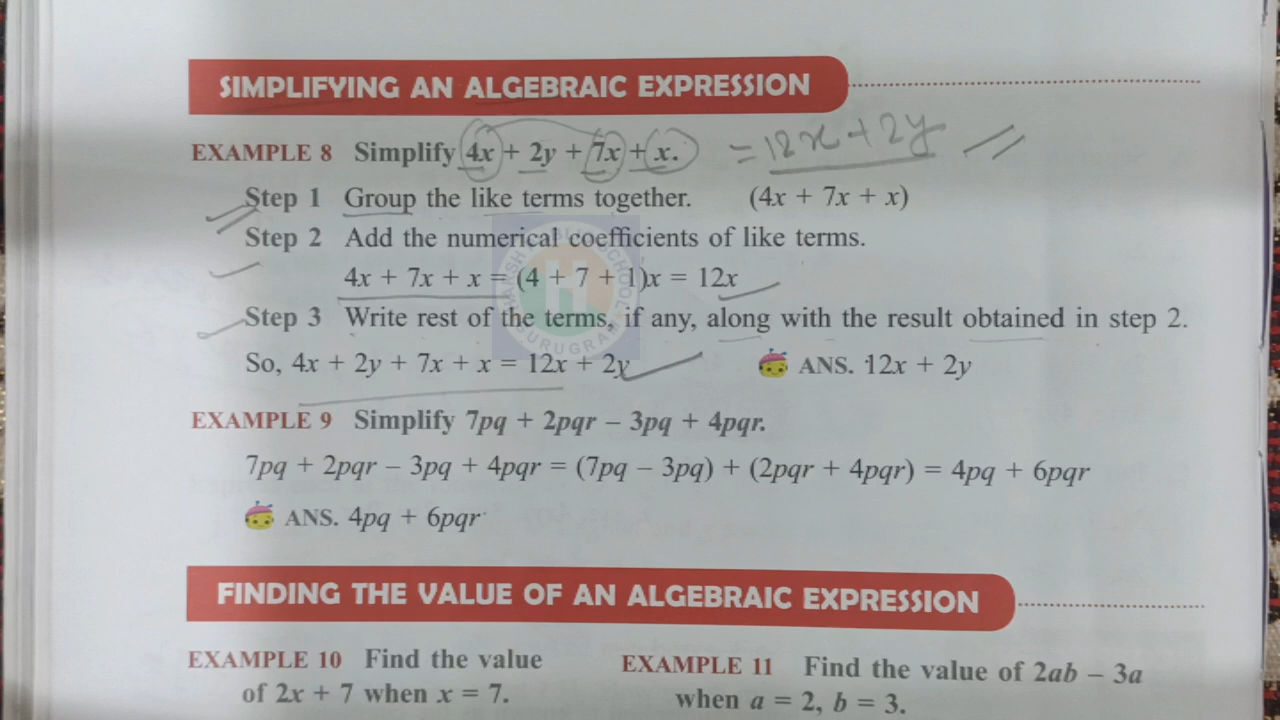 SIMPLIFYING AN ALGEBRAIC EXPRESSION
EXAMPLE 8 Simplify 4x + 2y + 7x + x. = 12x + 2y
Step 1 Group the like terms together. (4x + 7x + x)
Step 2 Add the numerical coefficients of like terms.
4x + 7x + x = (4 + 7 + 1)x = 12x
Step 3 Write rest of the terms, if any, along with the result obtained in step 2.
So, 4x + 2y + 7x + x = 12x + 2y ANS. 12x + 2y
EXAMPLE 9 Simplify 7pq + 2pqr − 3pq + 4pqr.
7pq + 2pqr − 3pq + 4pqr = (7pq − 3pq) + (2pqr + 4pqr) = 4pq + 6pqr
ANS. 4pq + 6pqr
FINDING THE VALUE OF AN ALGEBRAIC EXPRESSION
EXAMPLE 10 Find the value
of 2x + 7 when x = 7.
EXAMPLE 11 Find the value of 2ab − 3a
when a = 2, b = 3.